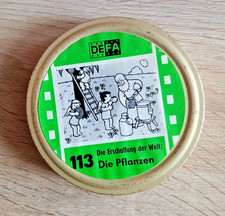 DEFA
Die Erschaffung der Welt:
113 Die Pflanzen